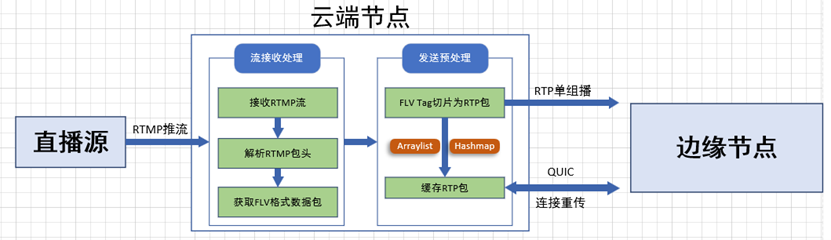 云端节点
流接收处理
发送预处理
接收RTMP流
FLV Tag切片为RTP包
RTP单组播
直播源
RTMP推流
解析RTMP包头
Arraylist
Hashmap
边缘节点
获取FLV格式数据包
缓存RTP包
QUIC
连接重传